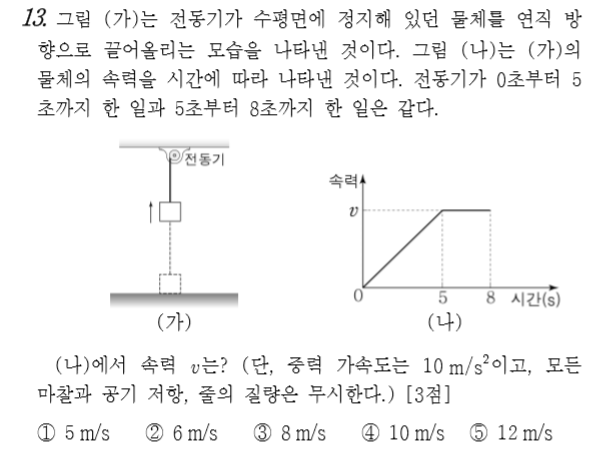 13. 그림 (가)는 전동기가 수평면에 정지해 있던 물체를 연직 방
향으로 끌어올리는 모습을 나타낸 것이다. 그림 (나)는 (가)의
물체의 속력을 시간에 따라 나타낸 것이다. 전동기가 0초부터 5
초까지 한 일과 5초부터 8초까지 한 일은 같다.
전동기
(가)
속력
v
0 5 8 시간(s)
(나)
(나)에서 속력 v는? (단, 중력 가속도는 10 m/s²이고, 모든
마찰과 공기 저항, 줄의 질량은 무시한다.) [3점]
① 5 m/s ② 6 m/s ③ 8 m/s ④ 10 m/s ⑤ 12 m/s